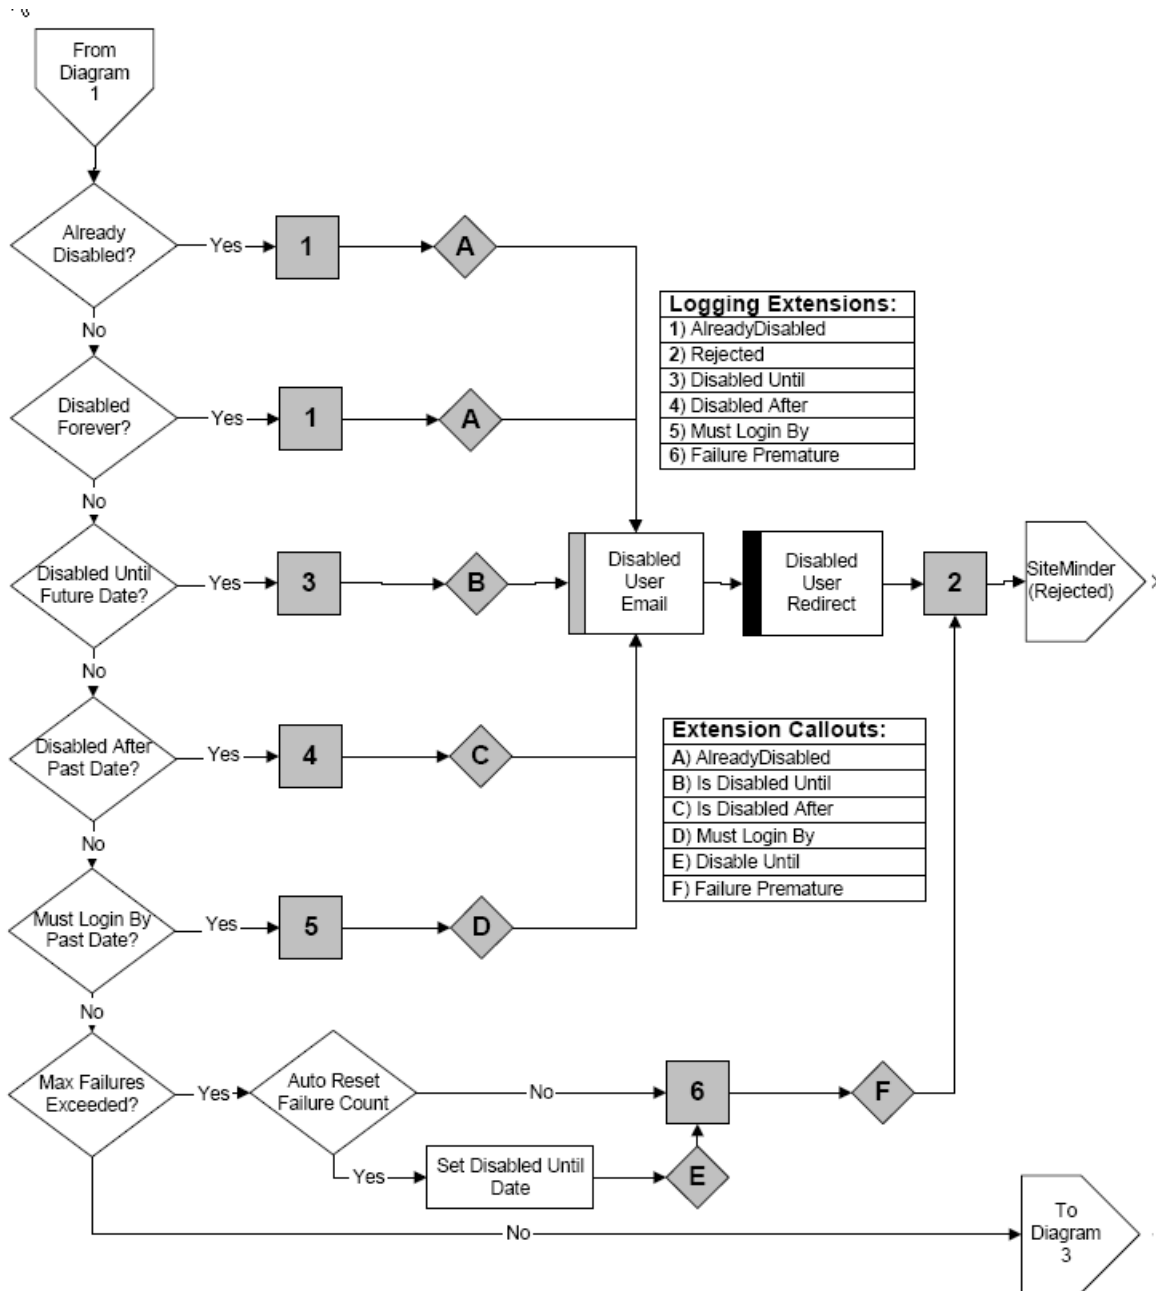 From
Diagram
1
Already
Disabled?
Yes
1
A
No
Logging Extensions:
1) AlreadyDisabled
2) Rejected
3) Disabled Until
4) Disabled After
5) Must Login By
6) Failure Premature
Disabled
Forever?
Yes
1
A
No
Disabled Until
Future Date?
Yes
3
B
Disabled
User
Email
Disabled
User
Redirect
2
SiteMinder
(Rejected)
No
Disabled After
Past Date?
Yes
4
C
Extension Callouts:
A) AlreadyDisabled
B) Is Disabled Until
C) Is Disabled After
D) Must Login By
E) Disable Until
F) Failure Premature
No
Must Login By
Past Date?
Yes
5
D
No
Max Failures
Exceeded?
Yes
Auto Reset
Failure Count
No
6
F
Yes
Set Disabled Until
Date
E
No
To
Diagram
3